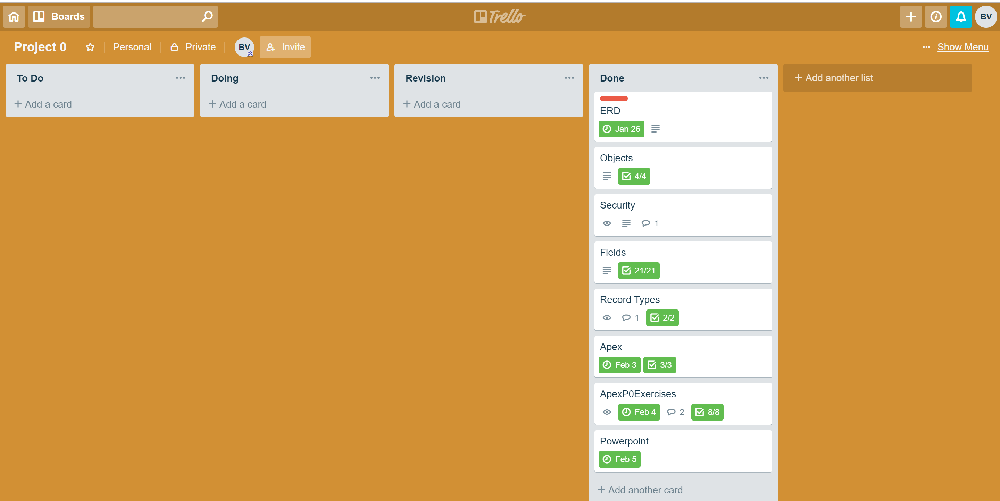 Boards
Trello
BV
Project 0
Personal
Private
BV
Invite
... Show Menu
To Do
+ Add a card
Doing
+ Add a card
Revision
+ Add a card
Done
ERD
Jan 26
Objects
4/4
Security
1
Fields
21/21
Record Types
1 2/2
Apex
Feb 3 3/3
ApexP0Exercises
Feb 4 2 8/8
Powerpoint
Feb 5
+ Add another card
+ Add another list